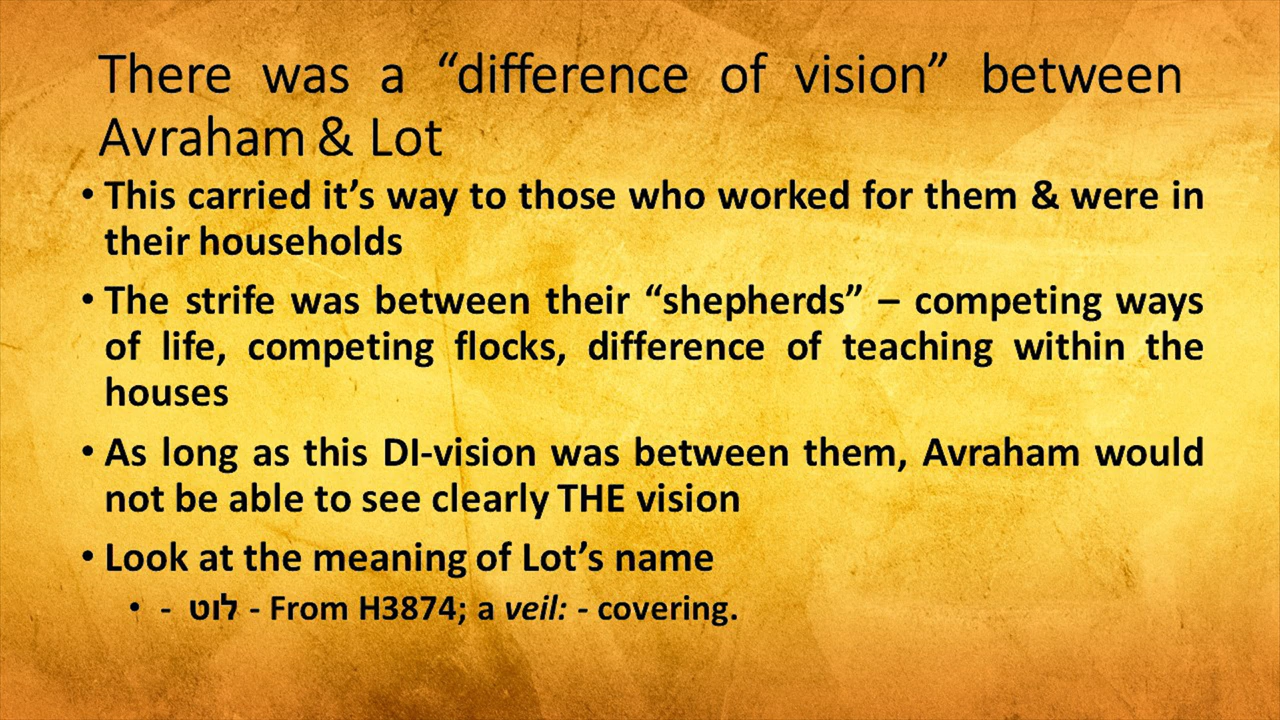 There was a “difference of vision” between
Avraham & Lot
• This carried it’s way to those who worked for them & were in
their households
• The strife was between their “shepherds” – competing ways
of life, competing flocks, difference of teaching within the
houses
• As long as this DI-vision was between them, Avraham would
not be able to see clearly THE vision
• Look at the meaning of Lot’s name
• - לוט - From H3874; a veil: - covering.